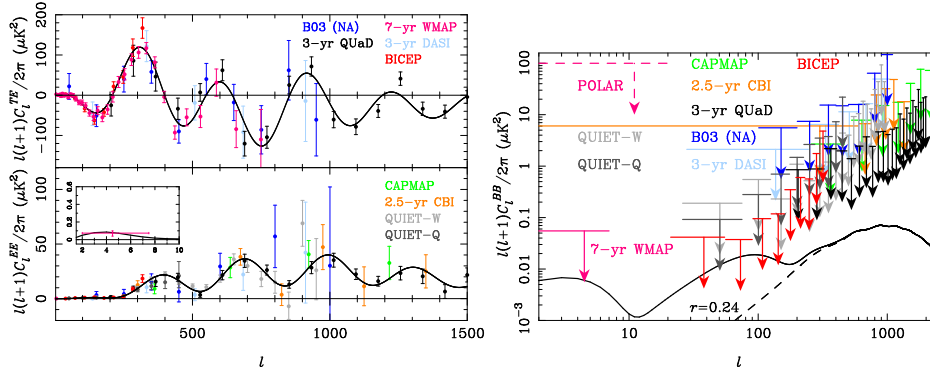 l(l+1)C_l^{TE}/2π (μK²)
200
100
0
−100
B03 (NA)
7−yr WMAP
3−yr QUaD
3−yr DASI
BICEP
l(l+1)C_l^{EE}/2π (μK²)
100
50
0
0.6
0.4
0.2
0
2
4
6
8
10
CAPMAP
2.5−yr CBI
QUIET−W
QUIET−Q
500
1000
1500
l
l(l+1)C_l^{BB}/2π (μK²)
100
10
1
0.1
0.01
10⁻³
CAPMAP
BICEP
POLAR
2.5−yr CBI
3−yr QUaD
QUIET−W
B03 (NA)
QUIET−Q
3−yr DASI
7−yr WMAP
r=0.24
10
100
1000
l